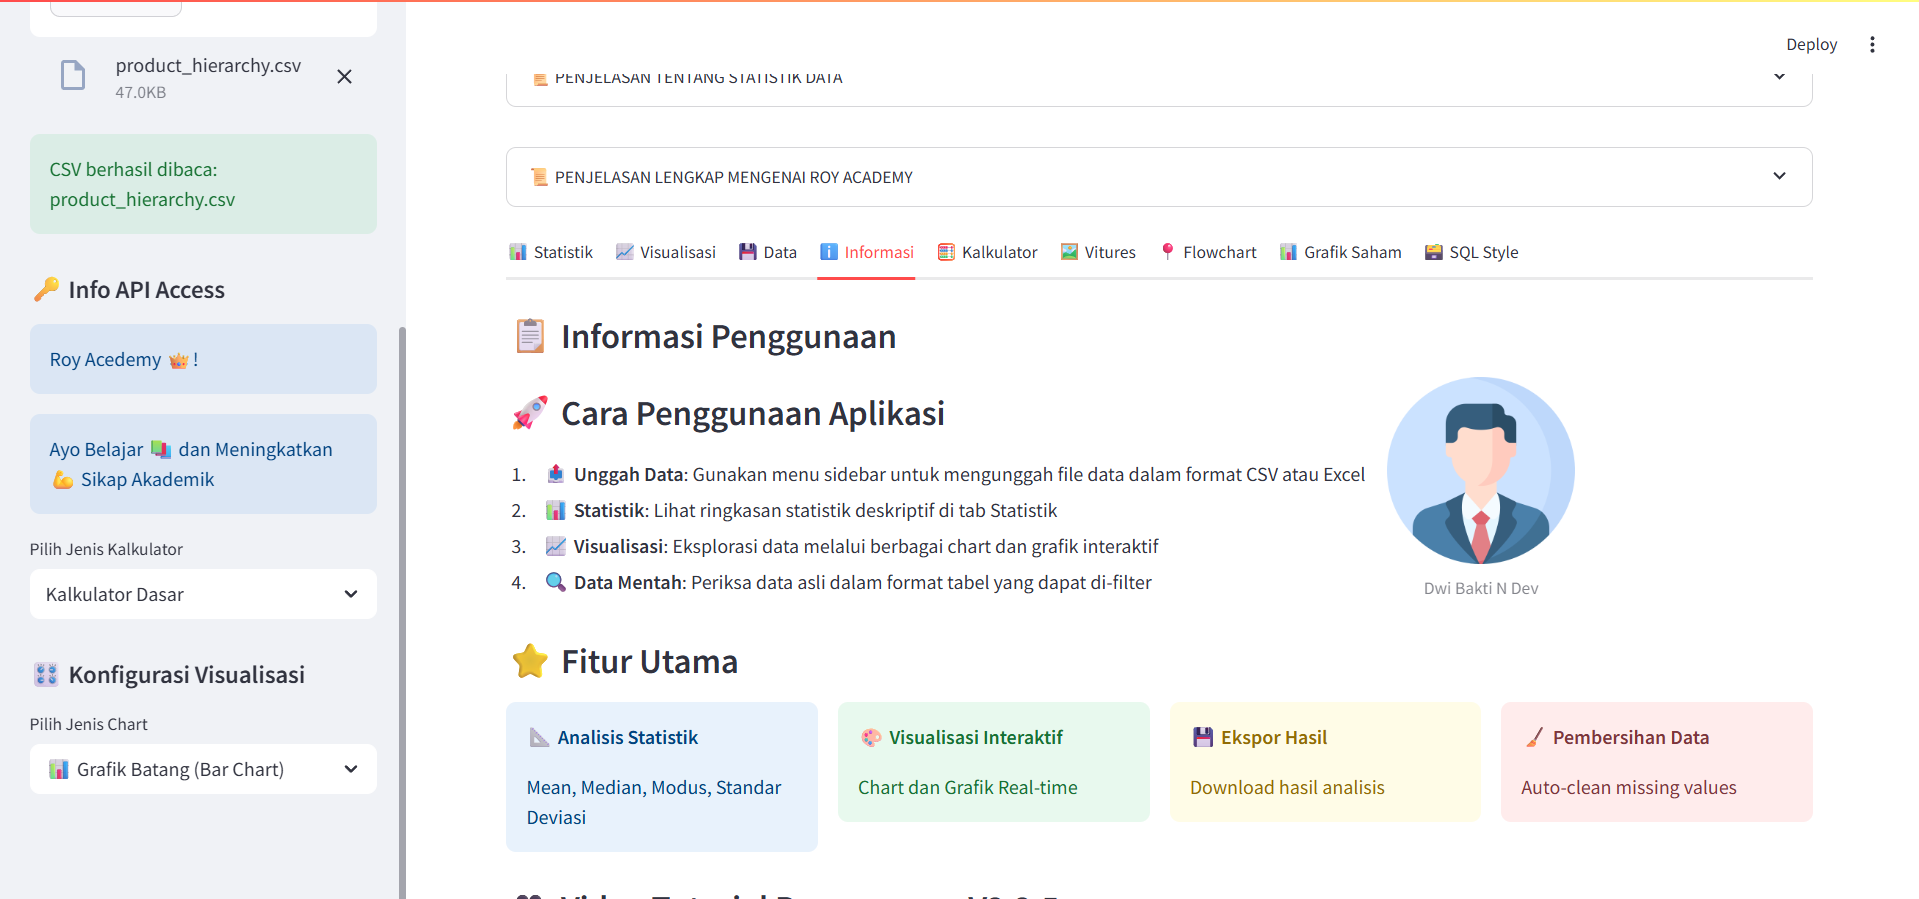 product_hierarchy.csv
47.0KB
CSV berhasil dibaca:
product_hierarchy.csv
🔑 Info API Access
Roy Acedemy 👑 !
Ayo Belajar 📚 dan Meningkatkan
💪 Sikap Akademik
Pilih Jenis Kalkulator
Kalkulator Dasar
🎛️ Konfigurasi Visualisasi
Pilih Jenis Chart
📊 Grafik Batang (Bar Chart)
Deploy
📜 PENJELASAN TENTANG STATISTIK DATA
📜 PENJELASAN LENGKAP MENGENAI ROY ACADEMY
📊 Statistik 📈 Visualisasi 💾 Data ℹ️ Informasi 🧮 Kalkulator 🖼️ Vitures 📍 Flowchart 📊 Grafik Saham 🗃️ SQL Style
📋 Informasi Penggunaan
🚀 Cara Penggunaan Aplikasi
1. 📤 Unggah Data: Gunakan menu sidebar untuk mengunggah file data dalam format CSV atau Excel
2. 📊 Statistik: Lihat ringkasan statistik deskriptif di tab Statistik
3. 📈 Visualisasi: Eksplorasi data melalui berbagai chart dan grafik interaktif
4. 🔍 Data Mentah: Periksa data asli dalam format tabel yang dapat di-filter
Dwi Bakti N Dev
⭐ Fitur Utama
📐 Analisis Statistik
Mean, Median, Modus, Standar
Deviasi
🎨 Visualisasi Interaktif
Chart dan Grafik Real-time
💾 Ekspor Hasil
Download hasil analisis
🧹 Pembersihan Data
Auto-clean missing values